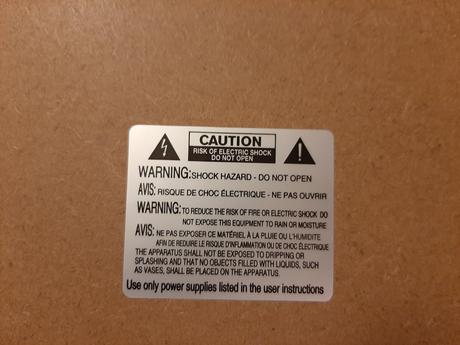 CAUTION
RISK OF ELECTRIC SHOCK
DO NOT OPEN
WARNING: SHOCK HAZARD - DO NOT OPEN
AVIS: RISQUE DE CHOC ÉLECTRIQUE - NE PAS OUVRIR
WARNING: TO REDUCE THE RISK OF FIRE OR ELECTRIC SHOCK DO
NOT EXPOSE THIS EQUIPMENT TO RAIN OR MOISTURE
AVIS: NE PAS EXPOSER CE MATÉRIEL À LA PLUIE OU L'HUMIDITE
AFIN DE REDUIRE LE RISQUE D'INFLAMMATION OU DE CHOC ÉLECTRIQUE
THE APPARATUS SHALL NOT BE EXPOSED TO DRIPPING OR
SPLASHING AND THAT NO OBJECTS FILLED WITH LIQUIDS, SUCH
AS VASES, SHALL BE PLACED ON THE APPARATUS.
Use only power supplies listed in the user instructions